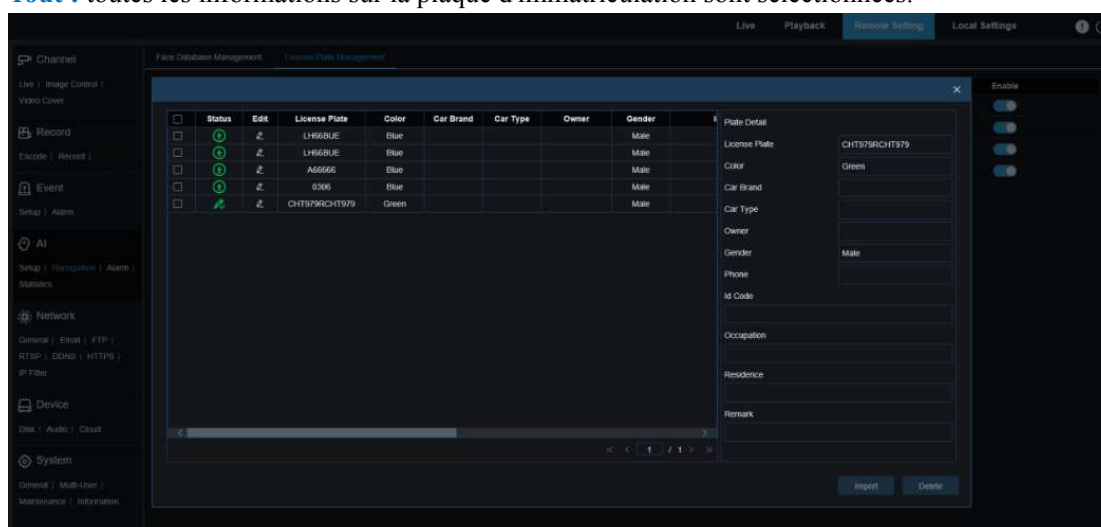 Tout : toutes les informations sur la plaque d'immatriculation sont sélectionnées.
Live Playback Remote Setting Local Settings
Channel
Live | Image Control |
Video Cover
Record
Encode | Record |
Event
Setup | Alarm
AI
Setup | Recognition | Alarm |
Statistics
Network
General | Email | FTP |
RTSP | DDNS | HTTPS |
IP Filter
Device
Disk | Audio | Cloud
System
General | Multi-User |
Maintenance | Information
Face Database Management License Plate Management
Enable
Status Edit License Plate Color Car Brand Car Type Owner Gender
LH66BUE Blue Male
LH66BUE Blue Male
A66666 Blue Male
0306 Blue Male
CHT979RCHT979 Green Male
1 / 1
Plate Detail
License Plate CHT979RCHT979
Color Green
Car Brand
Car Type
Owner
Gender Male
Phone
Id Code
Occupation
Residence
Remark
Import Delete